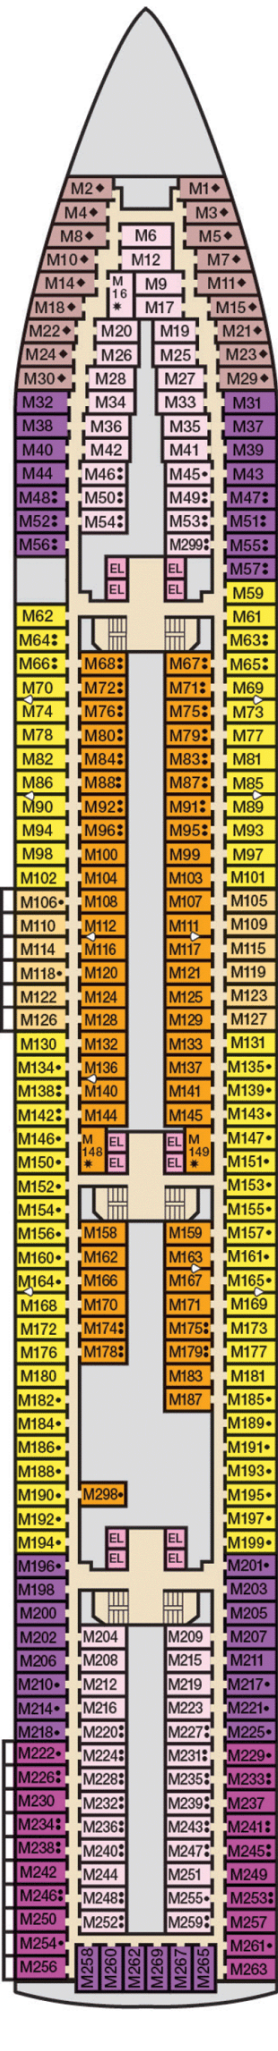 M2◆ M1◆
M4◆ M3◆
M8◆ M6 M5◆
M10◆ M12 M7◆
M14◆ M 16 ✷ M9 M11◆
M18◆ M17 M15◆
M22◆ M20 M19 M21◆
M24◆ M26 M25 M23◆
M30◆ M28 M27 M29◆
M32 M34 M33 M31
M38 M36 M35 M37
M40 M42 M41 M39
M44 M46: M45• M43
M48: M50: M49: M47:
M52: M54: M53: M51:
M56: M299: M55:
EL EL M57:
EL EL M59
M62 M61
M64: M63:
M66: M68: M67: M65:
M70 M72: M71: M69
M74 M76: M75: M73
M78 M80: M79: M77
M82 M84: M83: M81
M86 M88: M87: M85
M90 M92: M91: M89
M94 M96: M95: M93
M98 M100 M99 M97
M102 M104 M103 M101
M106• M108 M107 M105
M110 M112 M111 M109
M114 M116 M117 M115
M118• M120 M121 M119
M122 M124 M125 M123
M126 M128 M129 M127
M130 M132 M133 M131
M134• M136 M137 M135•
M138: M140 M141 M139•
M142: M144 M145 M143•
M146• M 148 ✷ EL EL M 149 ✷ M147•
M150• EL EL M151•
M152• M153•
M154• M155•
M156• M158 M159 M157•
M160• M162 M163 M161•
M164• M166 M167 M165•
M168 M170 M171 M169
M172 M174: M175: M173
M176 M178: M179: M177
M180 M183 M181
M182• M187 M185•
M184• M189•
M186• M191•
M188• M193•
M190• M298• M195•
M192• M197•
M194• EL EL M199•
M196• EL EL M201•
M198 M203
M200 M205
M202 M204 M209 M207
M206 M208 M215 M211
M210• M212 M219 M217•
M214• M216 M223 M221•
M218• M220: M227: M225•
M222• M224: M231: M229•
M226: M228: M235: M233:
M230 M232: M239: M237
M234: M236: M243: M241:
M238: M240: M247: M245:
M242 M244 M251 M249
M246: M248: M255• M253:
M250 M252: M259: M257
M254• M261•
M256 M258 M260 M262 M269 M267 M265 M263